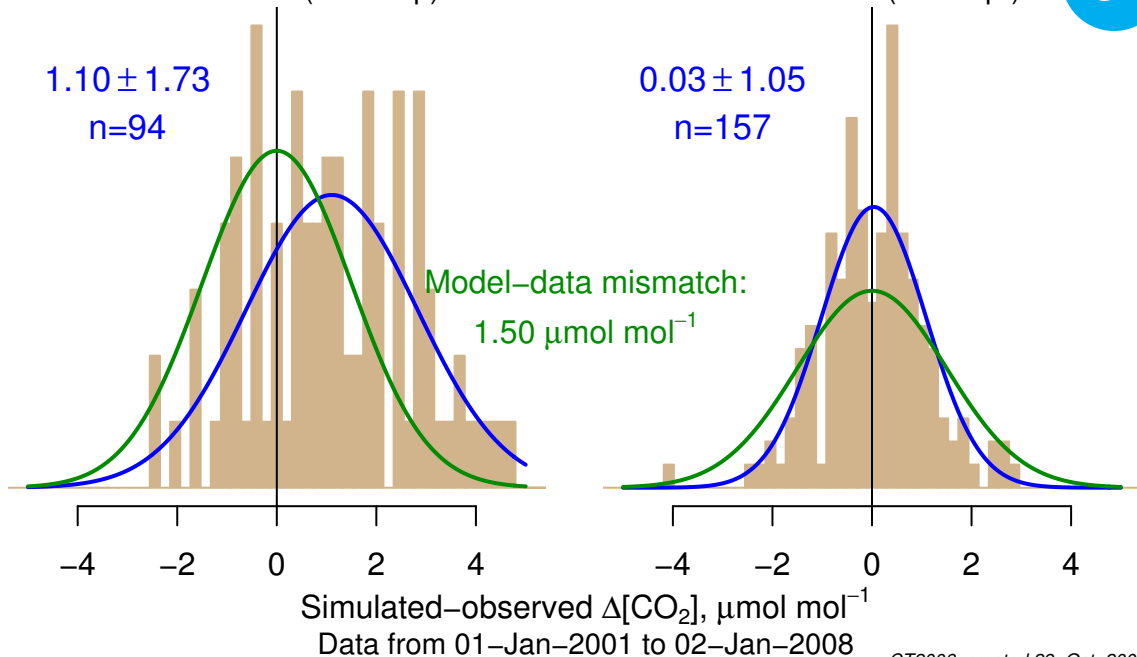 1.10 ± 1.73
n=94
0.03 ± 1.05
n=157
Model−data mismatch:
1.50 μmol mol⁻¹
−4 −2 0 2 4
−4 −2 0 2 4
Simulated−observed Δ[CO₂], μmol mol⁻¹
Data from 01−Jan−2001 to 02−Jan−2008